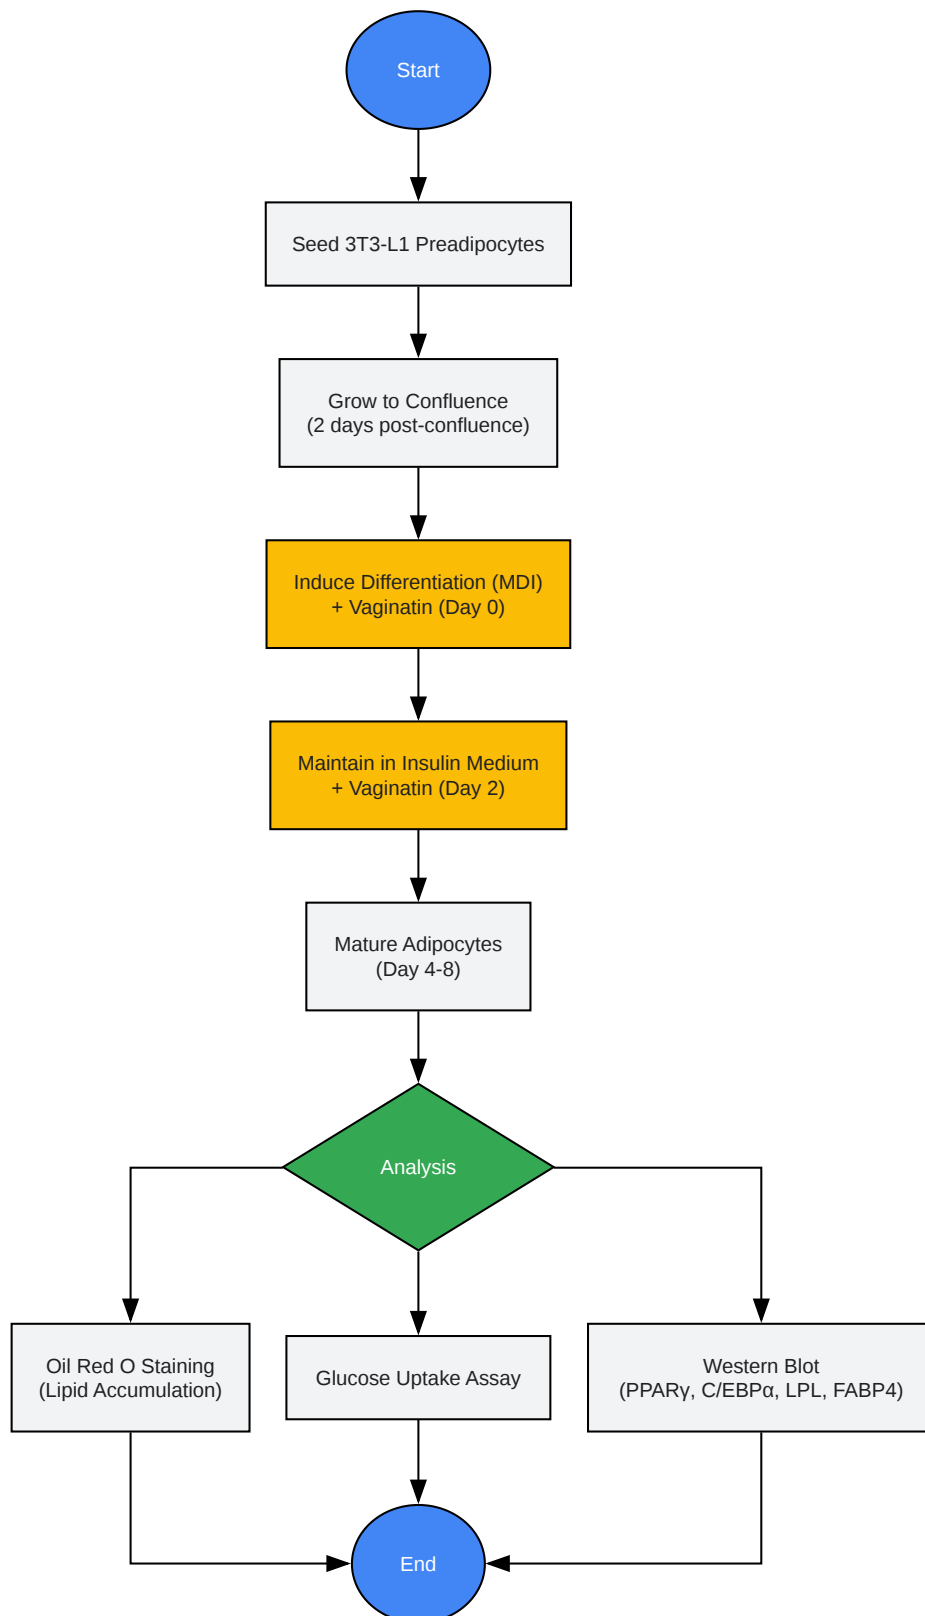 Start
Seed 3T3-L1 Preadipocytes
Grow to Confluence
(2 days post-confluence)
Induce Differentiation (MDI)
+ Vaginatin (Day 0)
Maintain in Insulin Medium
+ Vaginatin (Day 2)
Mature Adipocytes
(Day 4-8)
Analysis
Oil Red O Staining
(Lipid Accumulation)
Glucose Uptake Assay
Western Blot
(PPARγ, C/EBPα, LPL, FABP4)
End